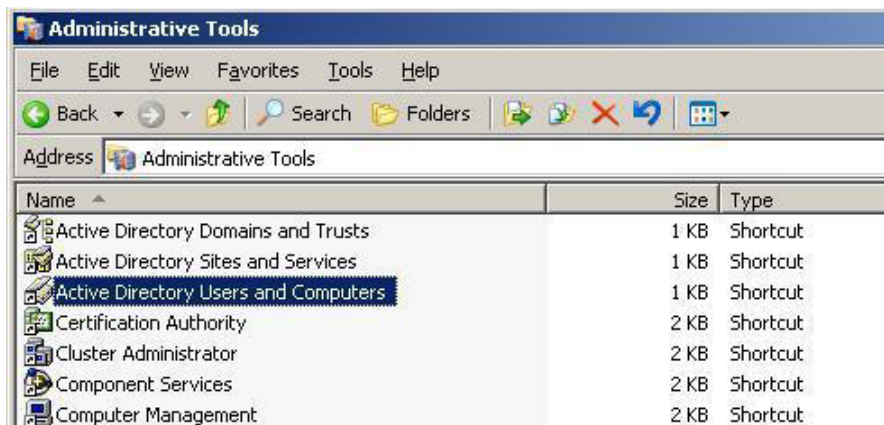 Administrative Tools
File Edit View Favorites Tools Help
Back Search Folders
Address Administrative Tools
Name Size Type
Active Directory Domains and Trusts 1 KB Shortcut
Active Directory Sites and Services 1 KB Shortcut
Active Directory Users and Computers 1 KB Shortcut
Certification Authority 2 KB Shortcut
Cluster Administrator 2 KB Shortcut
Component Services 2 KB Shortcut
Computer Management 2 KB Shortcut